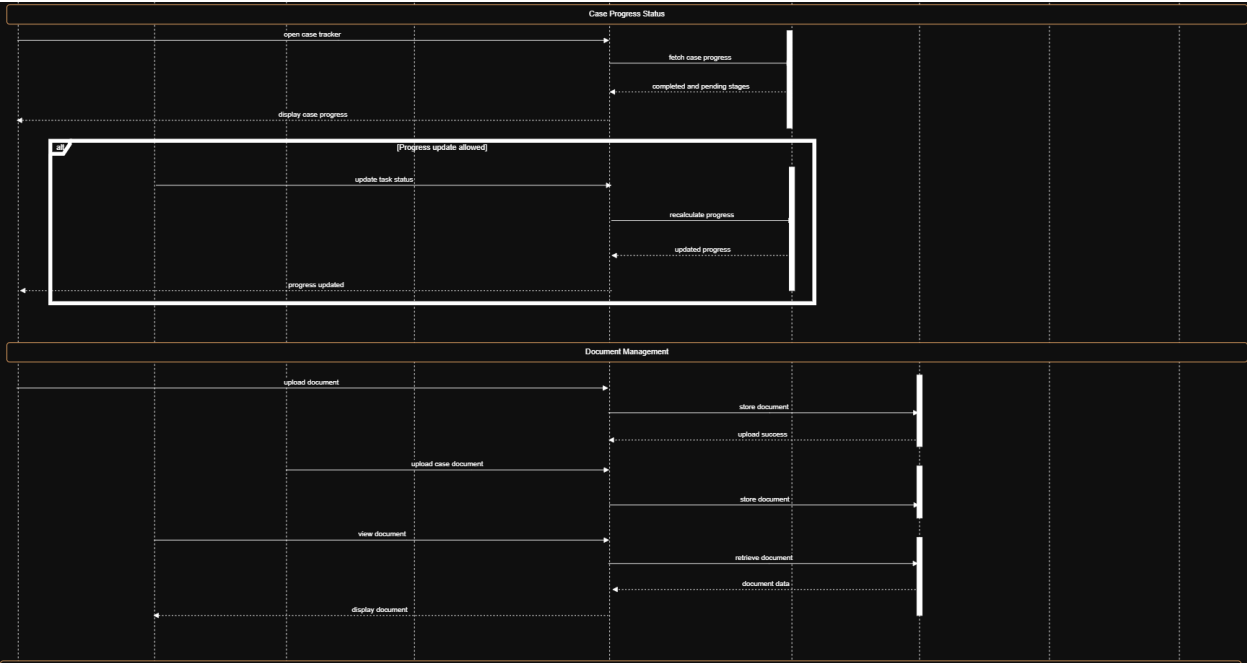 Case Progress Status
open case tracker
fetch case progress
completed and pending stages
display case progress
alt
[Progress update allowed]
update task status
recalculate progress
updated progress
progress updated
Document Management
upload document
store document
upload success
upload case document
store document
view document
retrieve document
document data
display document